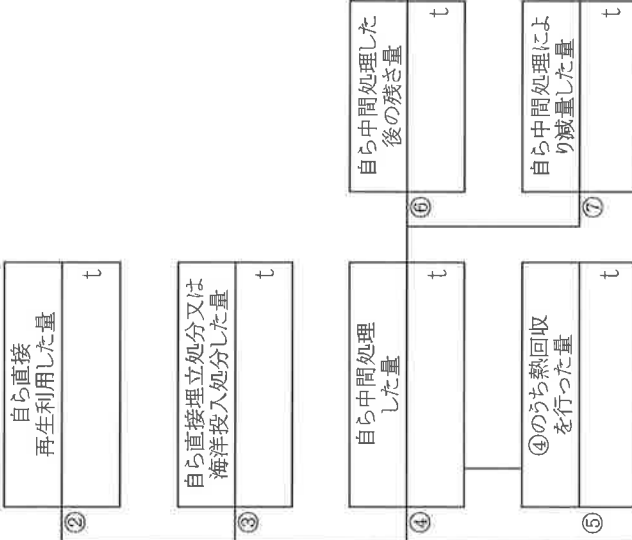 ②
自ら直接
再生利用した量
t
③
自ら直接埋立処分又は
海洋投入処分した量
t
④
自ら中間処理
した量
t
⑥
自ら中間処理した
後の残さ量
t
⑤
④のうち熱回収
を行った量
t
⑦
自ら中間処理によ
り減量した量
t